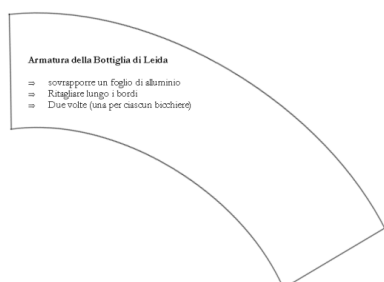 Armatura della Bottiglia di Leida
⇒ sovrapporre un foglio di alluminio
⇒ Ritagliare lungo i bordi
⇒ Due volte (una per ciascun bicchiere)